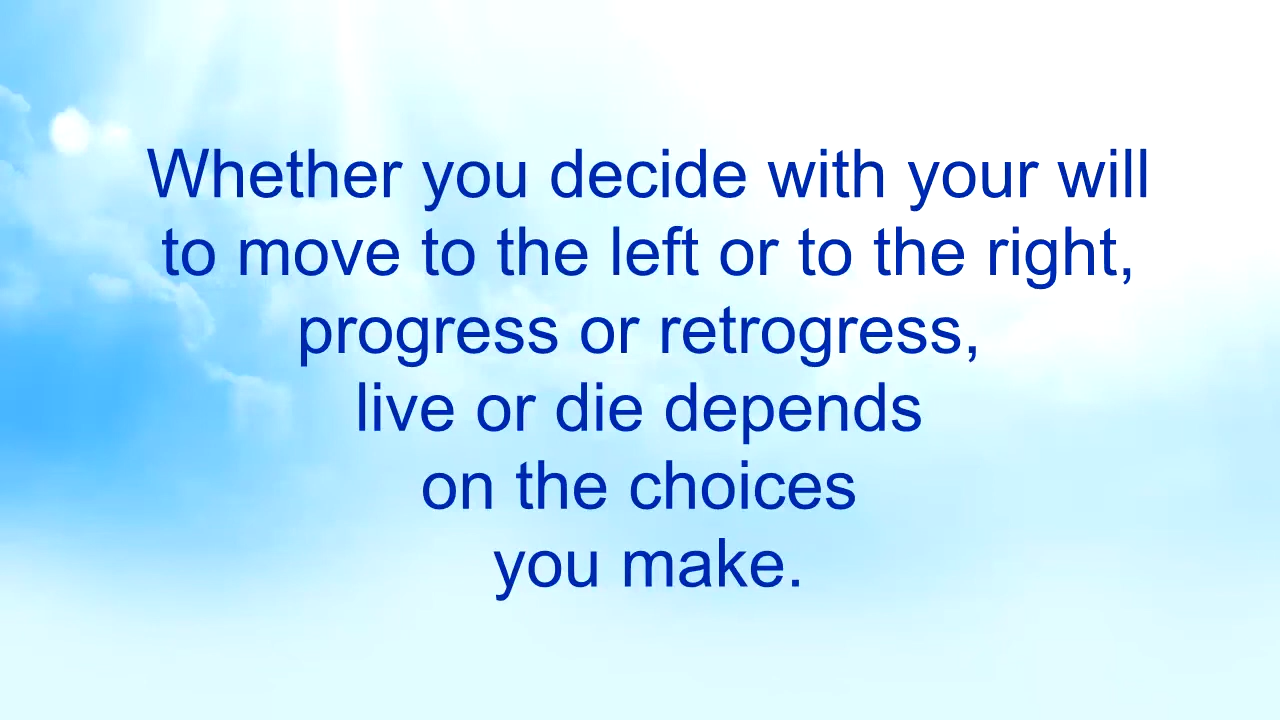 Whether you decide with your will
to move to the left or to the right,
progress or retrogress,
live or die depends
on the choices
you make.